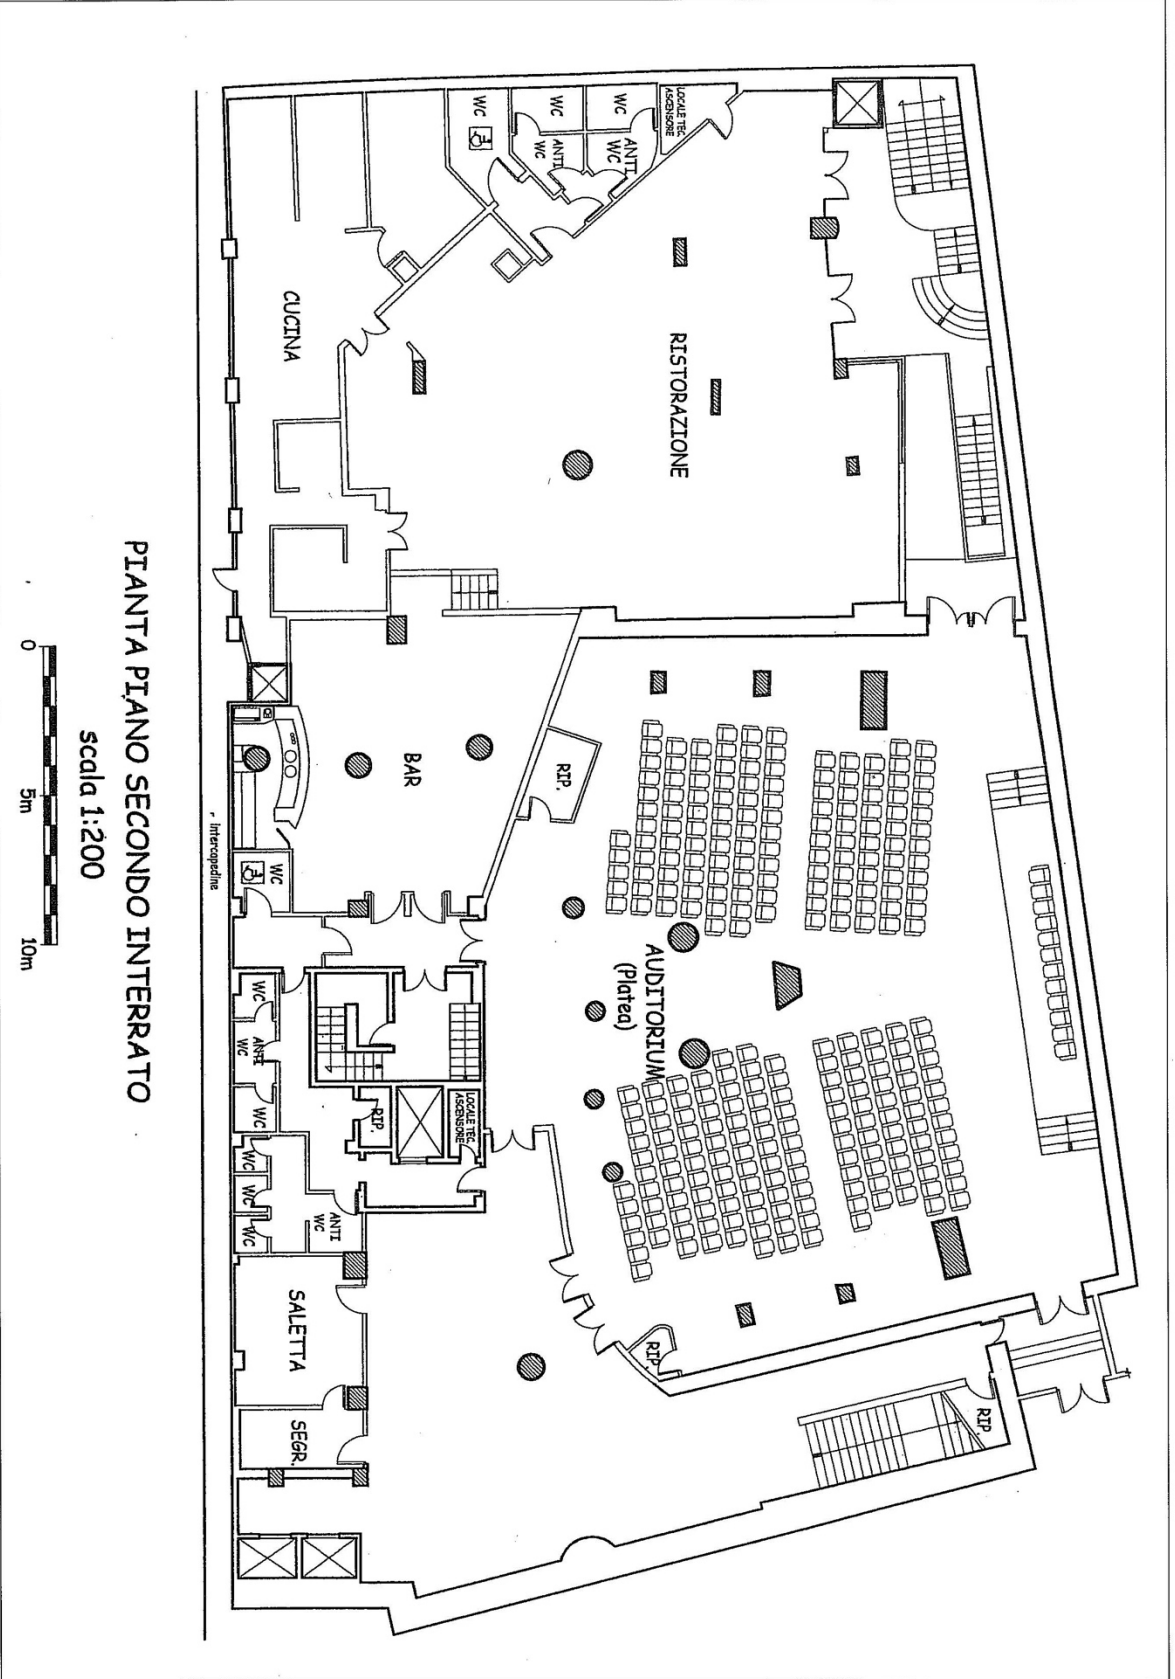 WC
WC
WC
LOCALE TEC.
ASCENSORE
ANTI
WC
ANTI
WC
CUCINA
RISTORAZIONE
BAR
RIP.
WC
intercapedine
AUDITORIUM
(Platea)
WC
ANTI
WC
WC
RIP.
LOCALE TEC.
ASCENSORE
WC
WC
WC
ANTI
WC
SALETTA
SEGR.
RIP.
RIP.
PIANTA PIANO SECONDO INTERRATO
scala 1:200
0 5m 10m